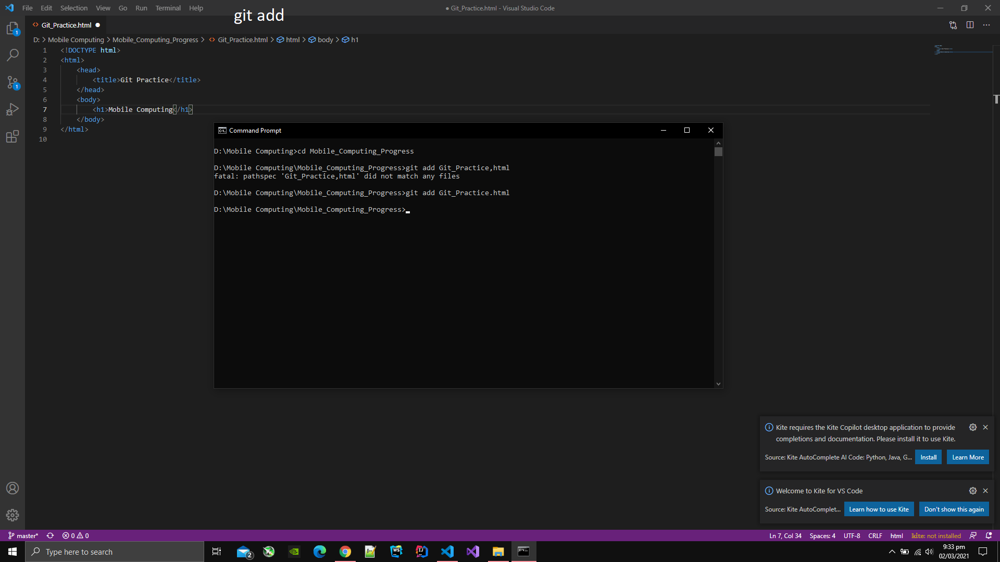 File Edit Selection View Go Run Terminal Help
git add
● Git_Practice.html - Visual Studio Code
Git_Practice.html
D: > Mobile Computing > Mobile_Computing_Progress > Git_Practice.html > html > body > h1
1 <!DOCTYPE html>
2 <html>
3 <head>
4 <title>Git Practice</title>
5 </head>
6 <body>
7 <h1>Mobile Computing</h1>
8 </body>
9 </html>
10
1
1
Command Prompt
D:\Mobile Computing>cd Mobile_Computing_Progress
D:\Mobile Computing\Mobile_Computing_Progress>git add Git_Practice,html
fatal: pathspec 'Git_Practice,html' did not match any files
D:\Mobile Computing\Mobile_Computing_Progress>git add Git_Practice.html
D:\Mobile Computing\Mobile_Computing_Progress>
Kite requires the Kite Copilot desktop application to provide
completions and documentation. Please install it to use Kite.
Source: Kite AutoComplete AI Code: Python, Java, G... Install Learn More
Welcome to Kite for VS Code
Source: Kite AutoComplet... Learn how to use Kite Don't show this again
master* 0 0 Ln 7, Col 34 Spaces: 4 UTF-8 CRLF html kite: not installed
Type here to search
2
WS
IJ
9:33 pm
02/03/2021